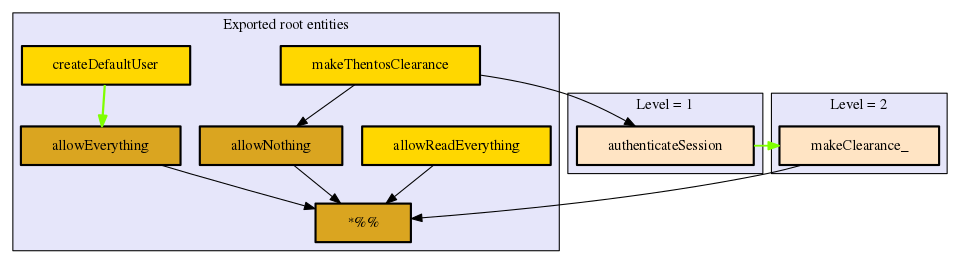 Exported root entities
createDefaultUser
makeThentosClearance
Level = 1
Level = 2
allowEverything
allowNothing
allowReadEverything
authenticateSession
makeClearance_
*%%